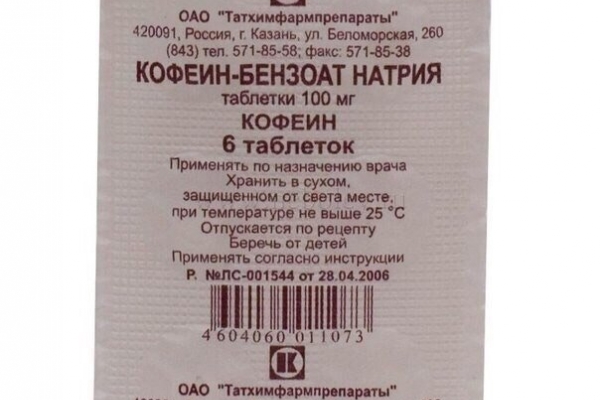 ОАО "Татхимфармпрепараты"
420091, Россия, г. Казань, ул. Беломорская, 260
(843) тел. 571-85-58; факс: 571-85-38
КОФЕИН-БЕНЗОАТ НАТРИЯ
таблетки 100 мг
КОФЕИН
6 таблеток
Применять по назначению врача
Хранить в сухом,
защищенном от света месте,
при температуре не выше 25 °С
Отпускается по рецепту
Беречь от детей
Применять согласно инструкции
Р. №ЛС-001544 от 28.04.2006
4 604060 011073
К
ОАО "Татхимфармпрепараты"